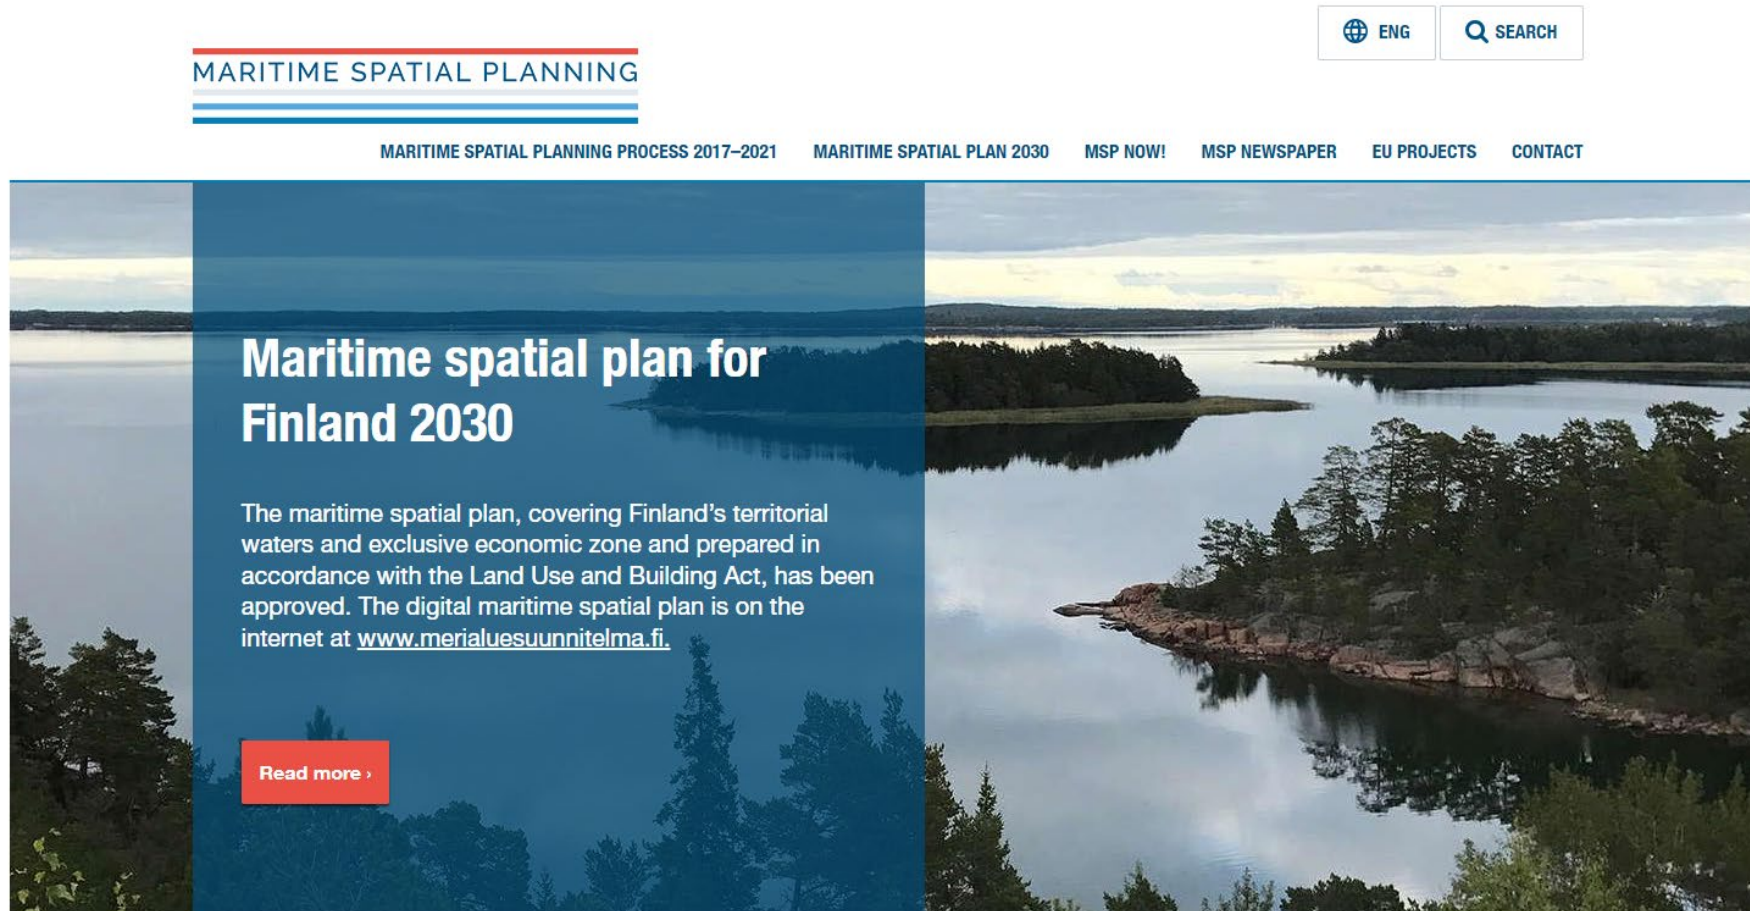 ENG
SEARCH
MARITIME SPATIAL PLANNING
MARITIME SPATIAL PLANNING PROCESS 2017–2021 MARITIME SPATIAL PLAN 2030 MSP NOW! MSP NEWSPAPER EU PROJECTS CONTACT
Maritime spatial plan for
Finland 2030
The maritime spatial plan, covering Finland's territorial
waters and exclusive economic zone and prepared in
accordance with the Land Use and Building Act, has been
approved. The digital maritime spatial plan is on the
internet at www.merialuesuunnitelma.fi.
Read more ›